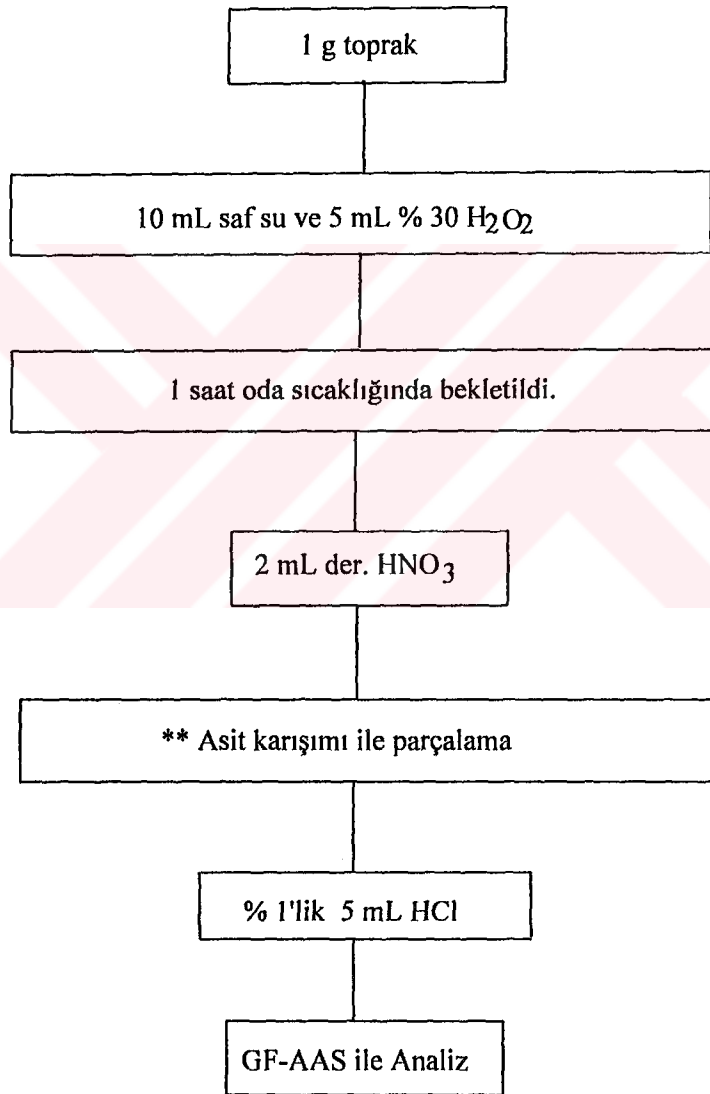 1 g toprak
10 mL saf su ve 5 mL % 30 H2O2
1 saat oda sıcaklığında bekletildi.
2 mL der. HNO3
** Asit karışımı ile parçalama
% 1'lik 5 mL HCl
GF-AAS ile Analiz